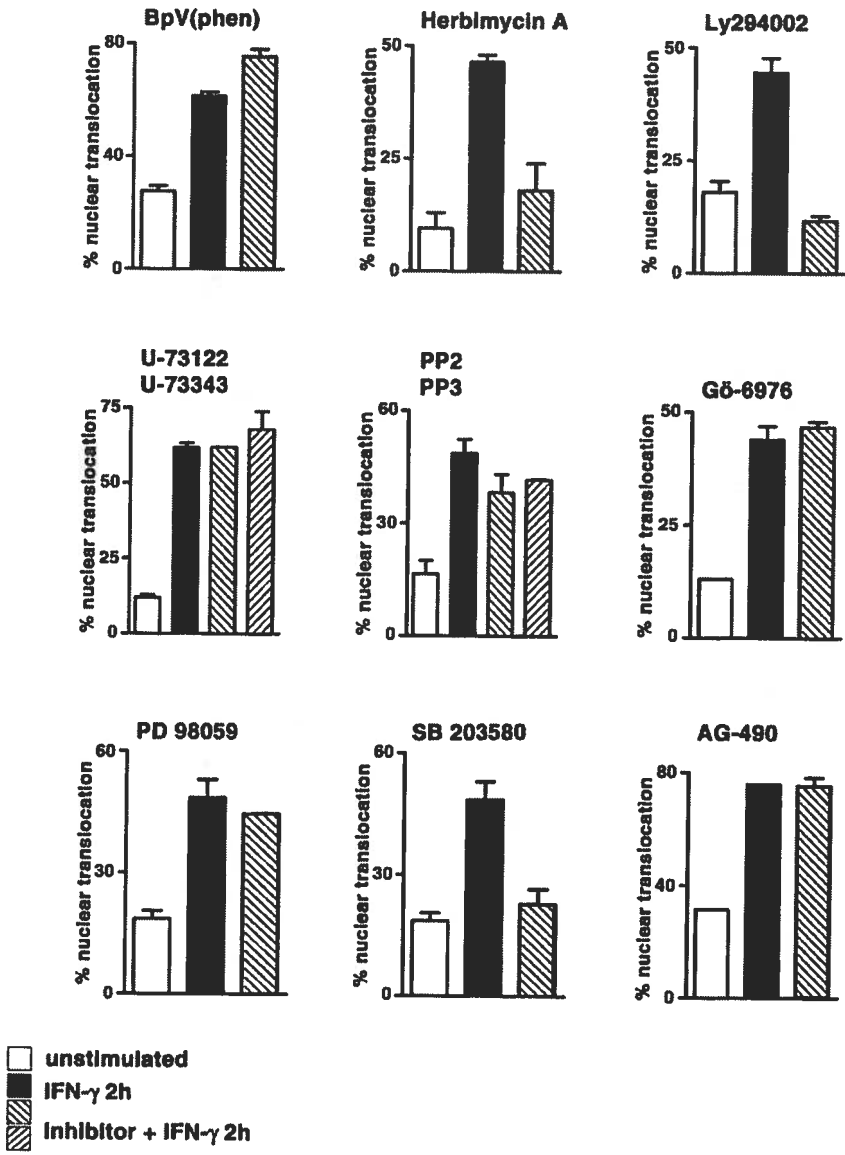 BpV(phen)
% nuclear translocation
80
40
0
Herbimycin A
% nuclear translocation
50
25
0
Ly294002
% nuclear translocation
50
25
0
U-73122
U-73343
% nuclear translocation
75
50
25
0
PP2
PP3
% nuclear translocation
60
30
0
Gö-6976
% nuclear translocation
50
25
0
PD 98059
% nuclear translocation
60
30
0
SB 203580
% nuclear translocation
60
30
0
AG-490
% nuclear translocation
80
40
0
unstimulated
IFN-γ 2h
Inhibitor + IFN-γ 2h